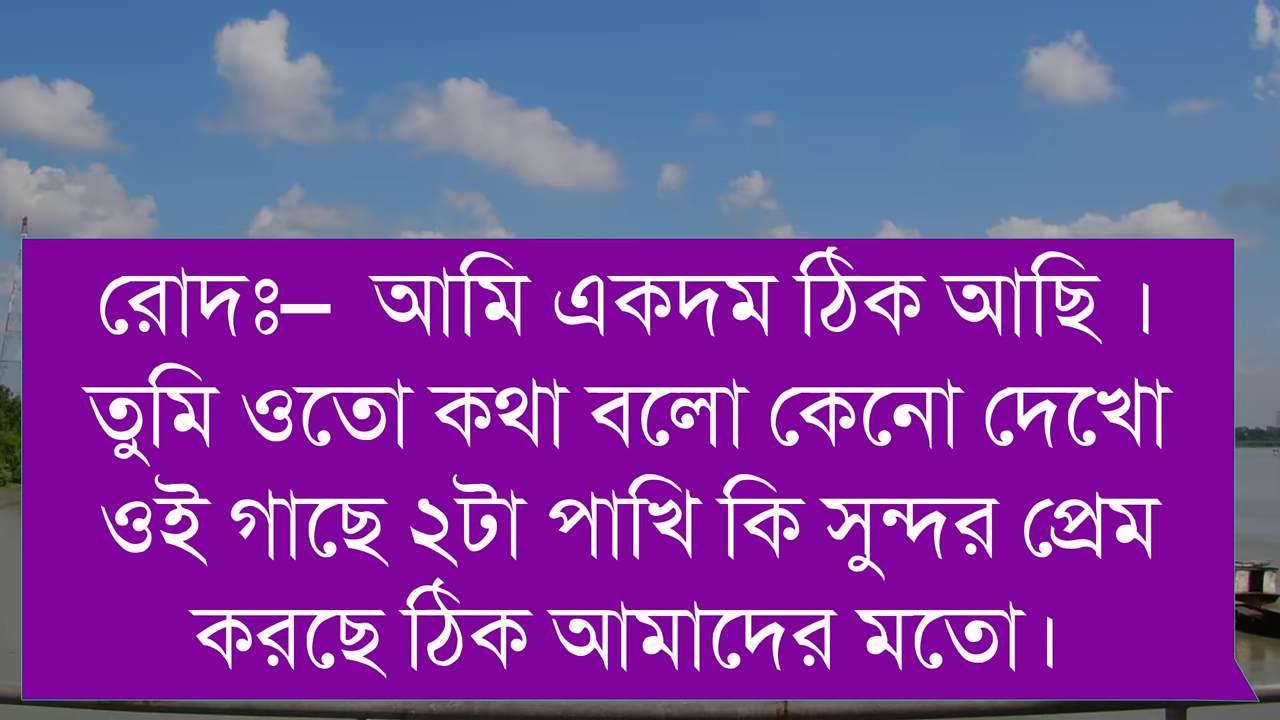 রোদঃ– আমি একদম ঠিক আছি ।
তুমি ওতো কথা বলো কেনো দেখো
ওই গাছে ২টা পাখি কি সুন্দর প্রেম
করছে ঠিক আমাদের মতো।